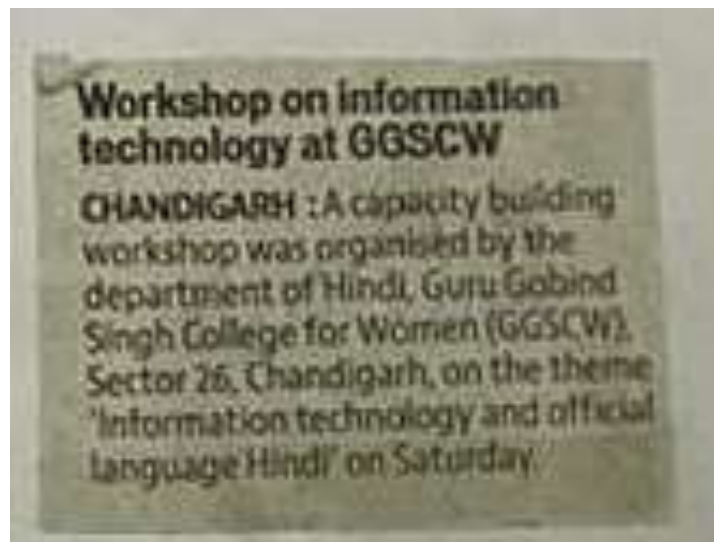 Workshop on information
technology at GGSCW
CHANDIGARH : A capacity building
workshop was organised by the
department of Hindi, Guru Gobind
Singh College for Women (GGSCW),
Sector 26, Chandigarh, on the theme
'Information technology and official
language Hindi' on Saturday.